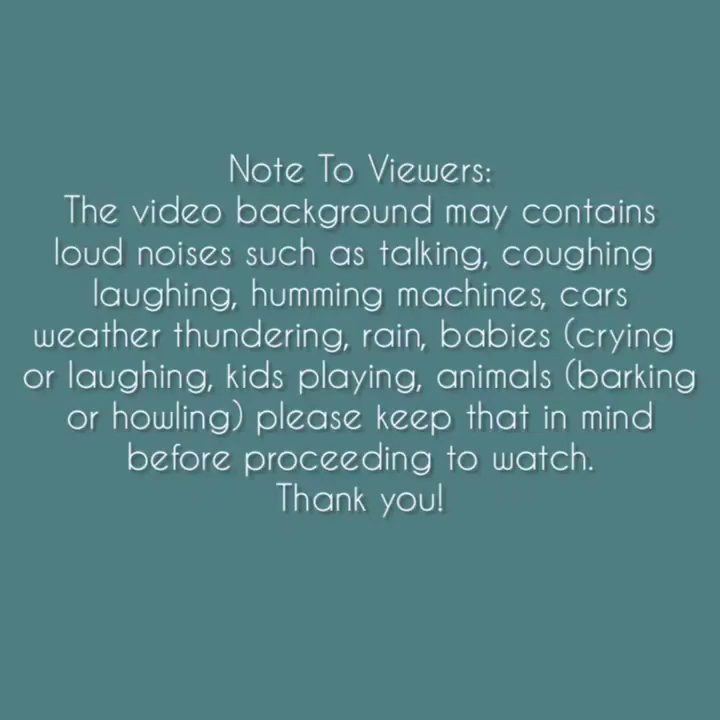 Note To Viewers:
The video background may contains
loud noises such as talking, coughing
laughing, humming machines, cars
weather thundering, rain, babies (crying
or laughing, kids playing, animals (barking
or howling) please keep that in mind
before proceeding to watch.
Thank you!